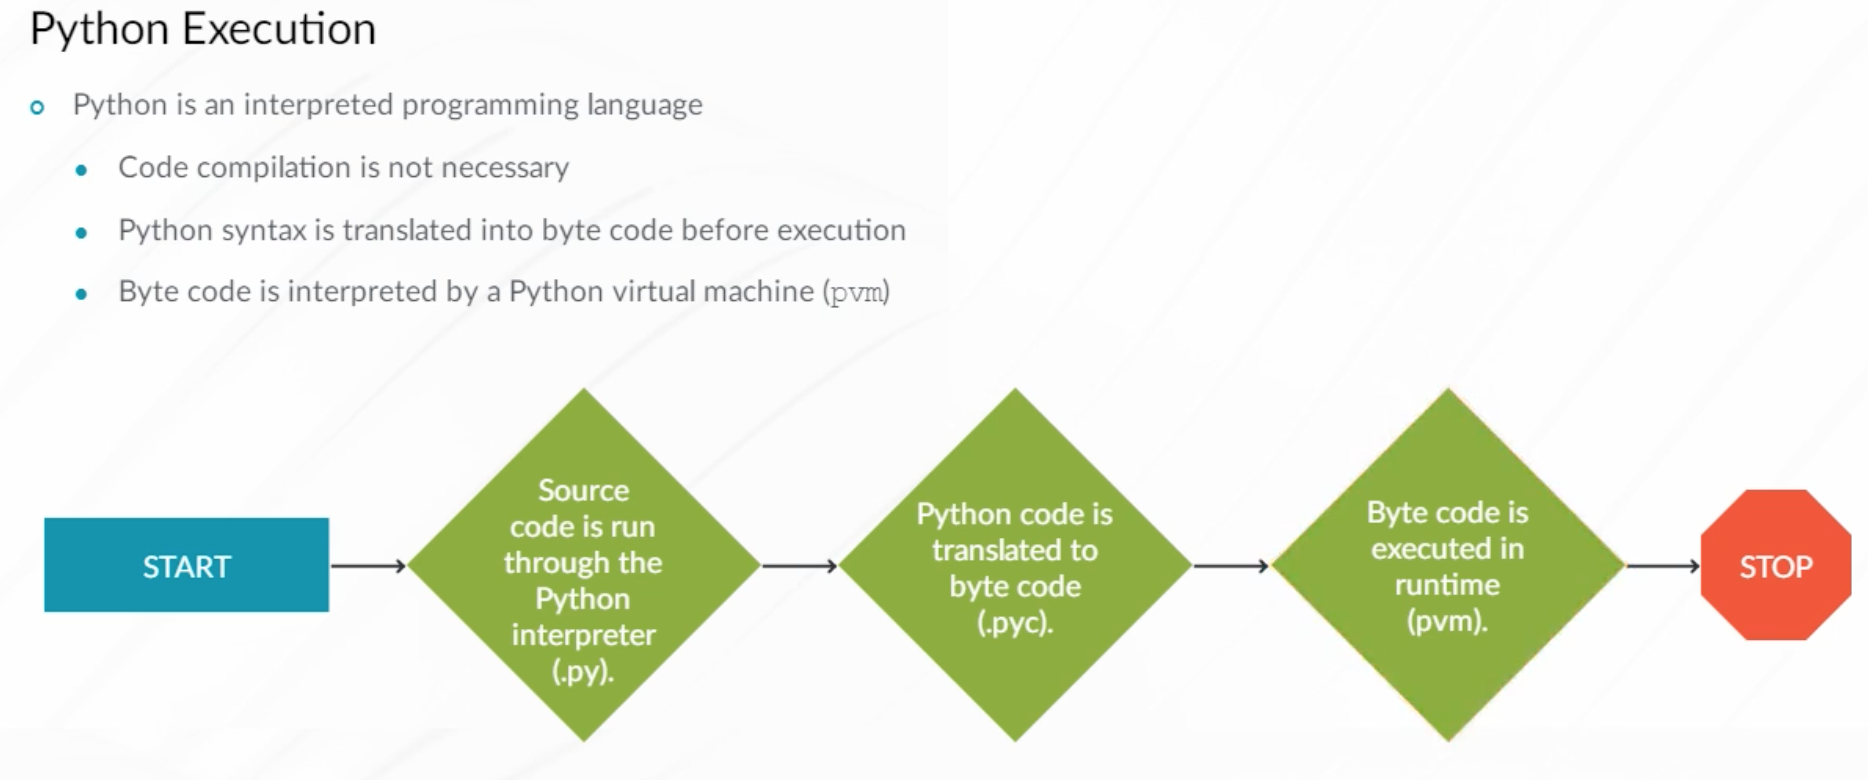 Python Execution
Python is an interpreted programming language
Code compilation is not necessary
Python syntax is translated into byte code before execution
Byte code is interpreted by a Python virtual machine (pvm)
START
Source
code is run
through the
Python
interpreter
(.py).
Python code is
translated to
byte code
(.pyc).
Byte code is
executed in
runtime
(pvm).
STOP